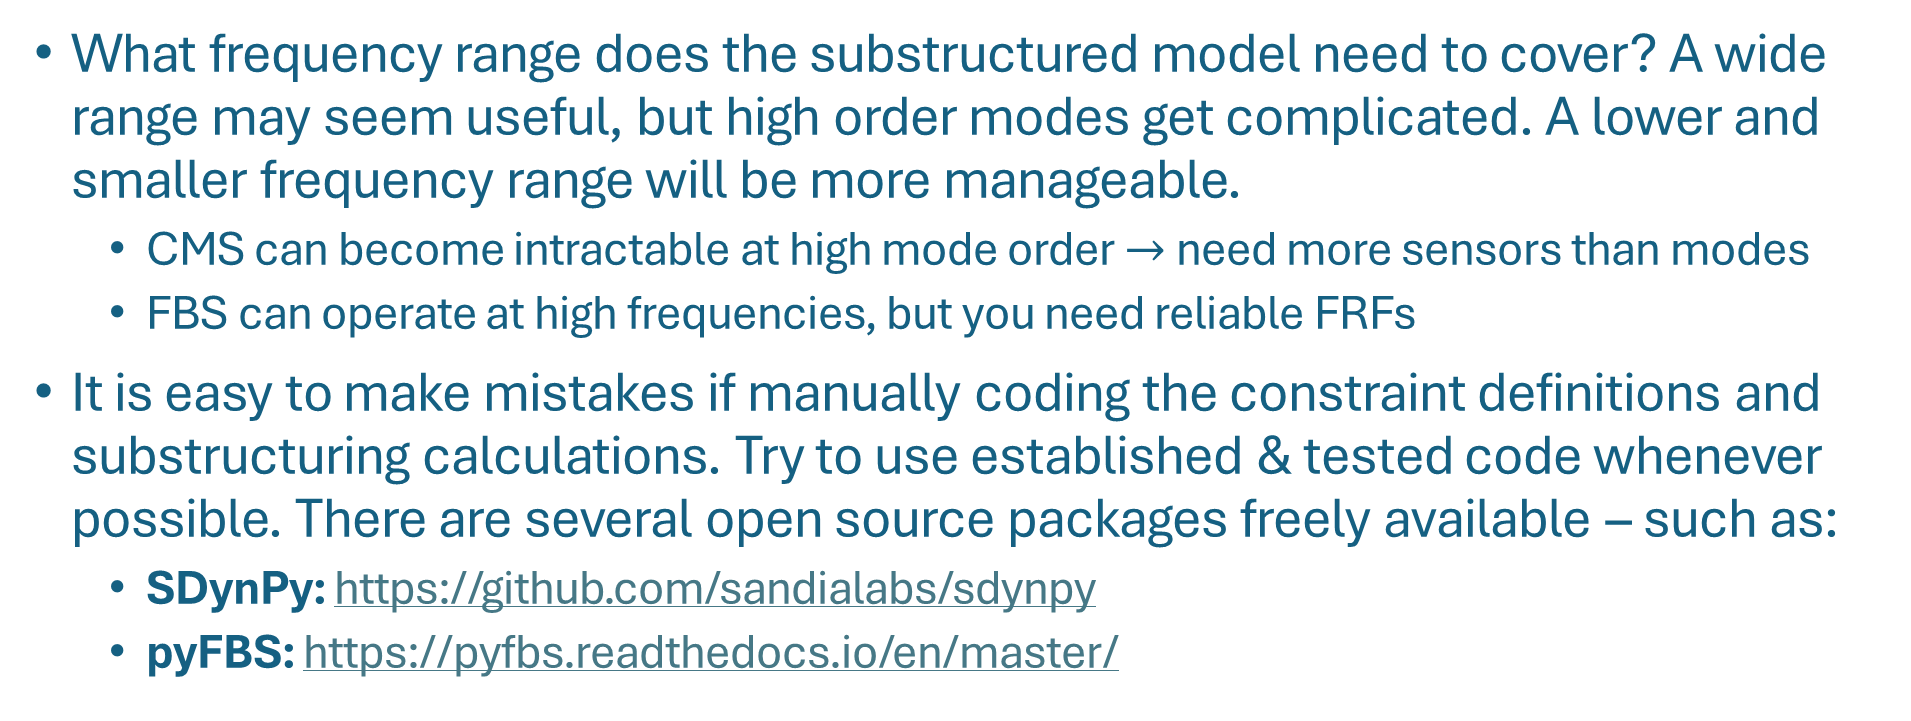 • What frequency range does the substructured model need to cover? A wide
range may seem useful, but high order modes get complicated. A lower and
smaller frequency range will be more manageable.
• CMS can become intractable at high mode order → need more sensors than modes
• FBS can operate at high frequencies, but you need reliable FRFs
• It is easy to make mistakes if manually coding the constraint definitions and
substructuring calculations. Try to use established & tested code whenever
possible. There are several open source packages freely available – such as:
• SDynPy: https://github.com/sandialabs/sdynpy
• pyFBS: https://pyfbs.readthedocs.io/en/master/